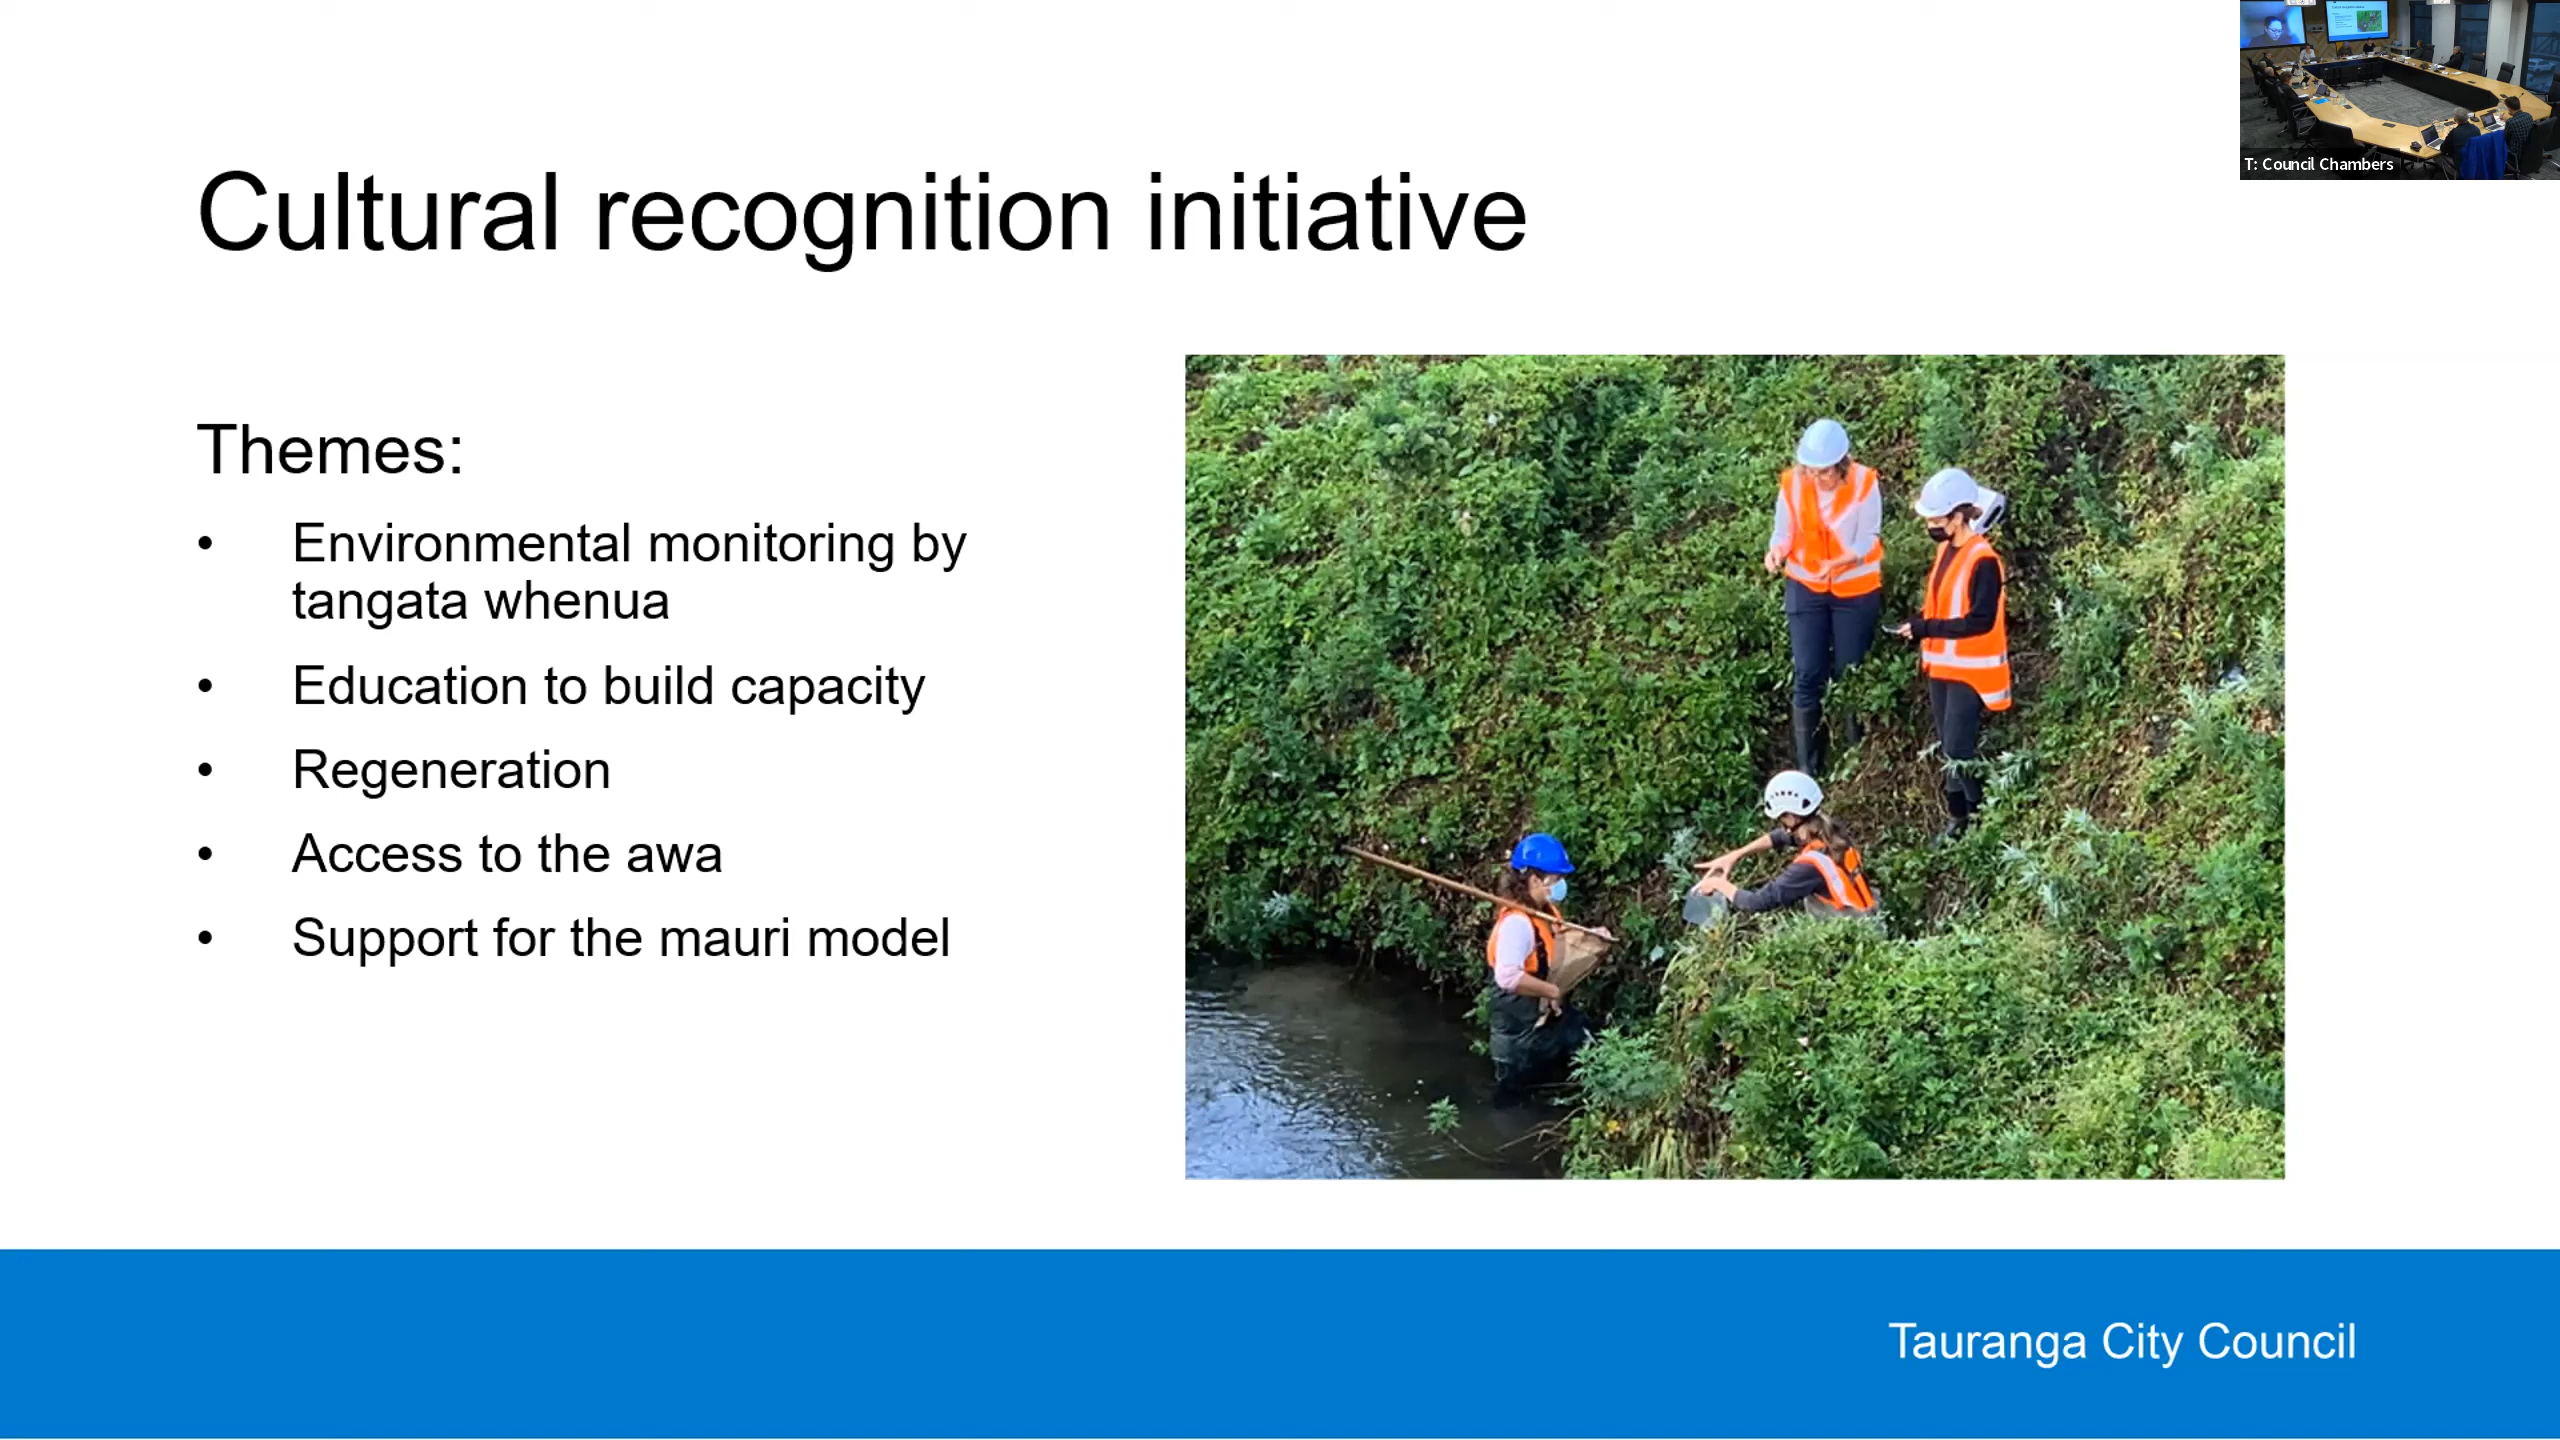 T: Council Chambers
Cultural recognition initiative
Themes:
• Environmental monitoring by
tangata whenua
• Education to build capacity
• Regeneration
• Access to the awa
• Support for the mauri model
Tauranga City Council